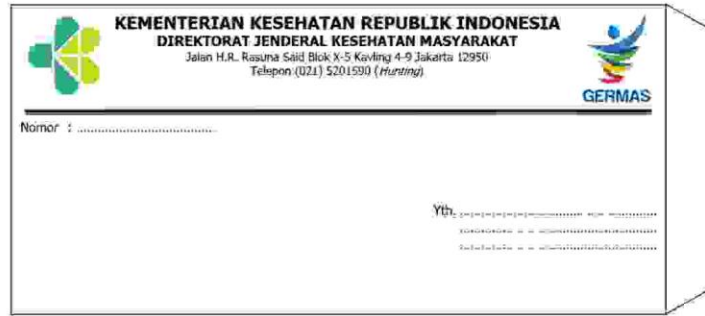 KEMENTERIAN KESEHATAN REPUBLIK INDONESIA
DIREKTORAT JENDERAL KESEHATAN MASYARAKAT
Jalan H.R. Rasuna Said Blok X-5 Kavling 4-9 Jakarta 12950
Telepon (021) 5201590 (Hunting)
GERMAS
Nomor : ......................................
Yth. ......................................
......................................
......................................